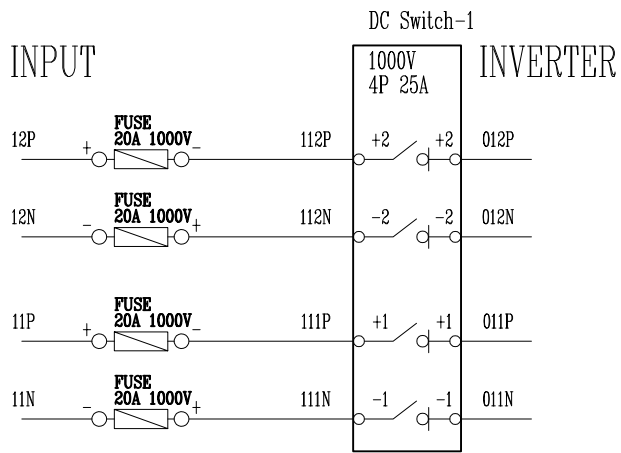 DC Switch-1
INPUT
1000V
4P 25A
INVERTER
FUSE
20A 1000V
12P
+
-
112P
+2
+2
012P
FUSE
20A 1000V
12N
-
+
112N
-2
-2
012N
FUSE
20A 1000V
11P
+
-
111P
+1
+1
011P
FUSE
20A 1000V
11N
-
+
111N
-1
-1
011N